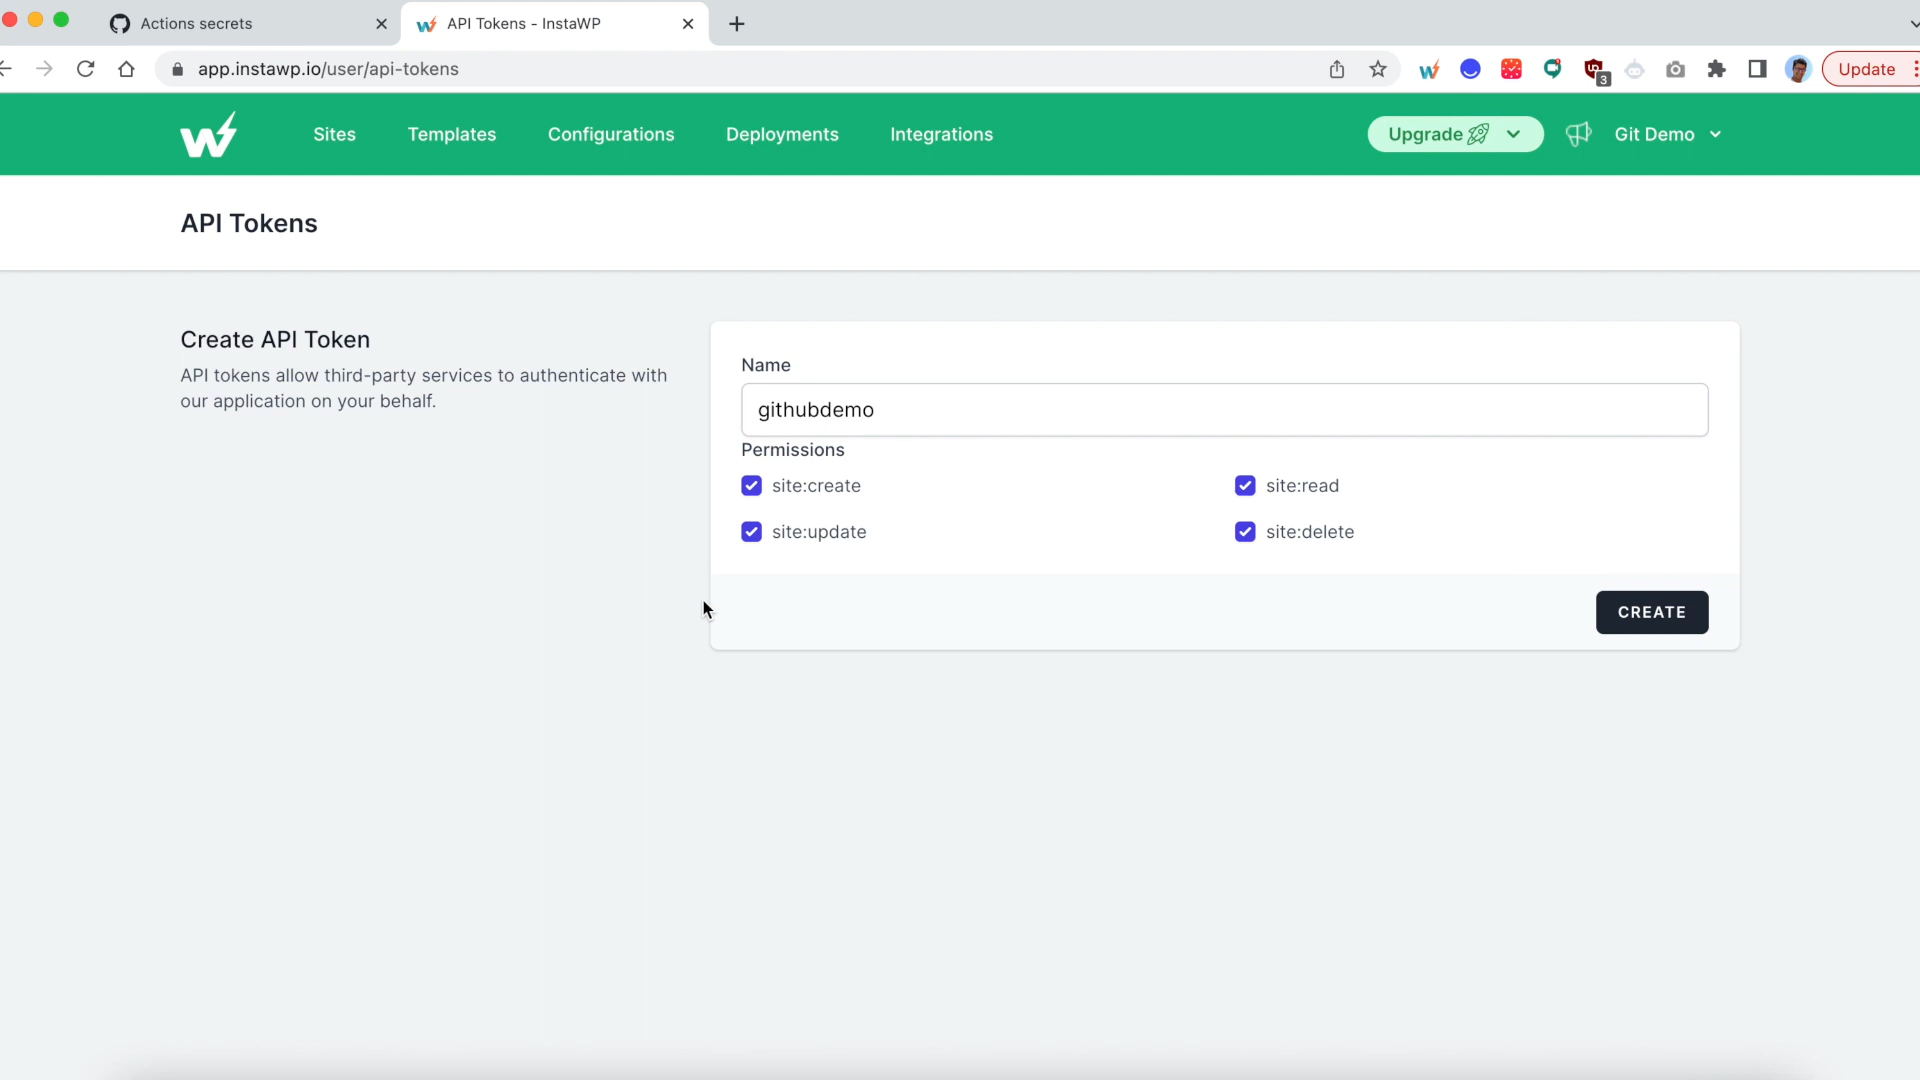 Actions secrets
API Tokens - InstaWP
app.instawp.io/user/api-tokens
3
Update
Sites
Templates
Configurations
Deployments
Integrations
Upgrade
Git Demo
API Tokens
Create API Token
API tokens allow third-party services to authenticate with
our application on your behalf.
Name
githubdemo
Permissions
site:create
site:read
site:update
site:delete
CREATE